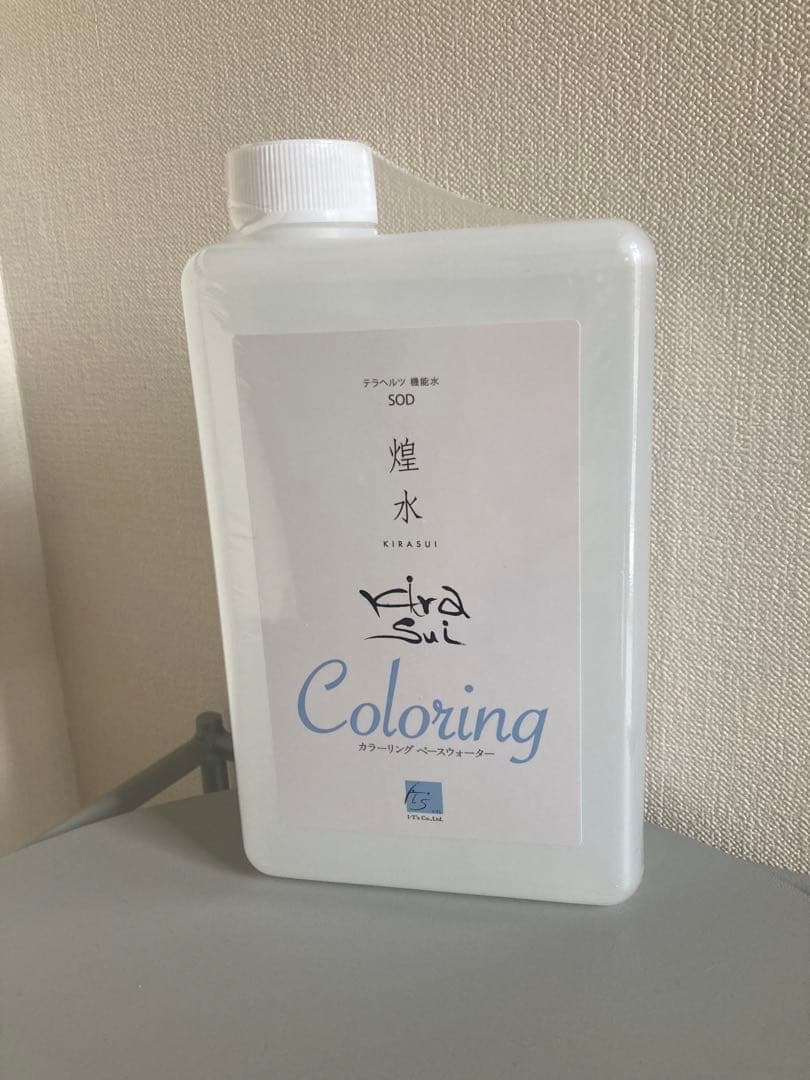 テラヘルツ 機能水
SOD
煌
水
KIRASUI
Kira
Sui
Coloring
カラーリング ベースウォーター
I・T's Co.,Ltd.